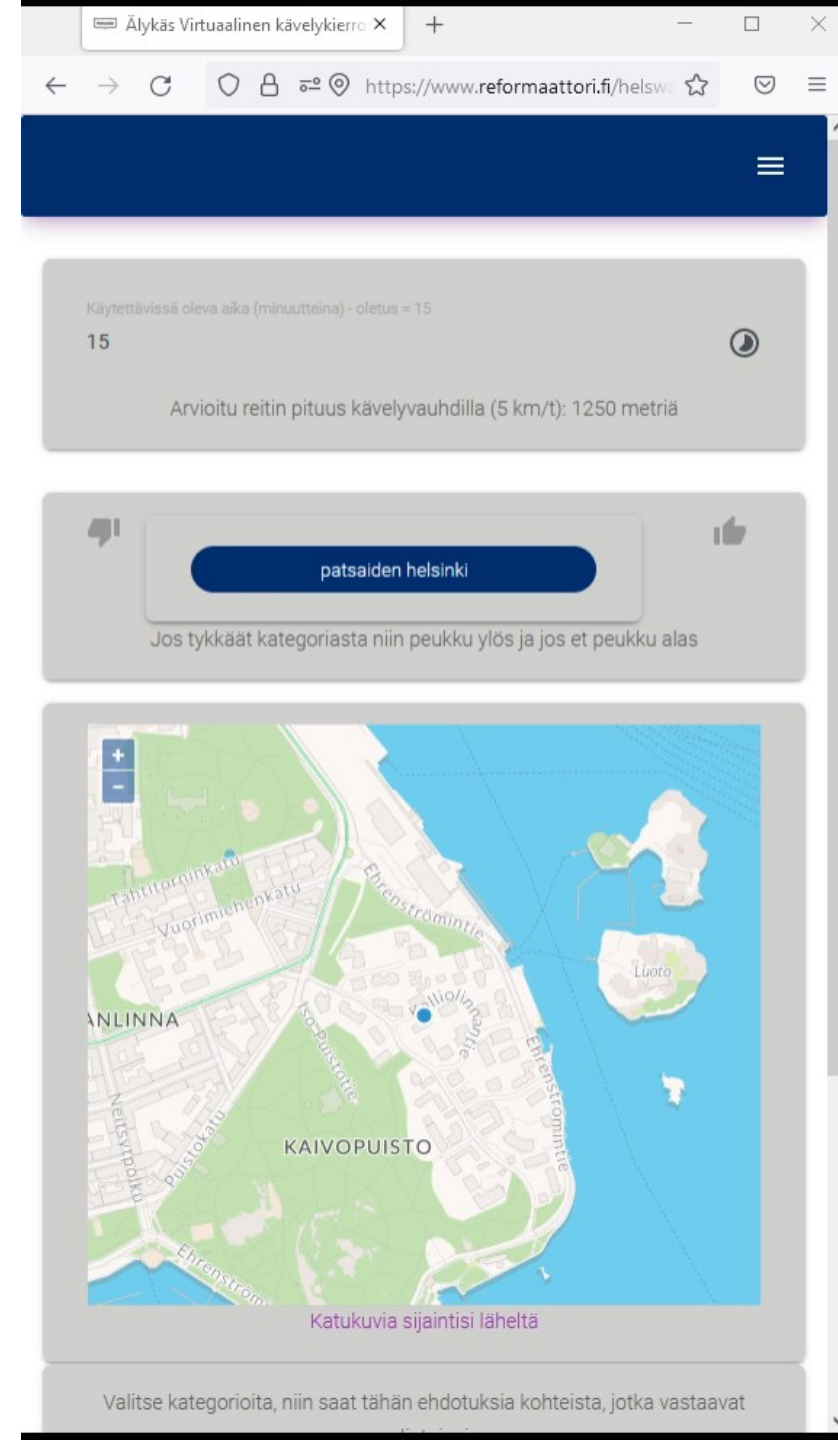 Älykäs Virtuaalinen kävelykierro
https://www.reformaattori.fi/helswa
Käytettävissä oleva aika (minuutteina) - oletus = 15
15
Arvioitu reitin pituus kävelyvauhdilla (5 km/t): 1250 metriä
patsaiden helsinki
Jos tykkäät kategoriasta niin peukku ylös ja jos et peukku alas
+
−
Tähtitorninkatu
Vuorimiehenkatu
Ehrenströmintie
Luoto
Kalliolinnantie
ANLINNA
Iso Puistotie
Ehrenströmintie
Neitsytpolku
Puistokatu
KAIVOPUISTO
Ehrenström
Katukuvia sijaintisi läheltä
Valitse kategorioita, niin saat tähän ehdotuksia kohteista, jotka vastaavat